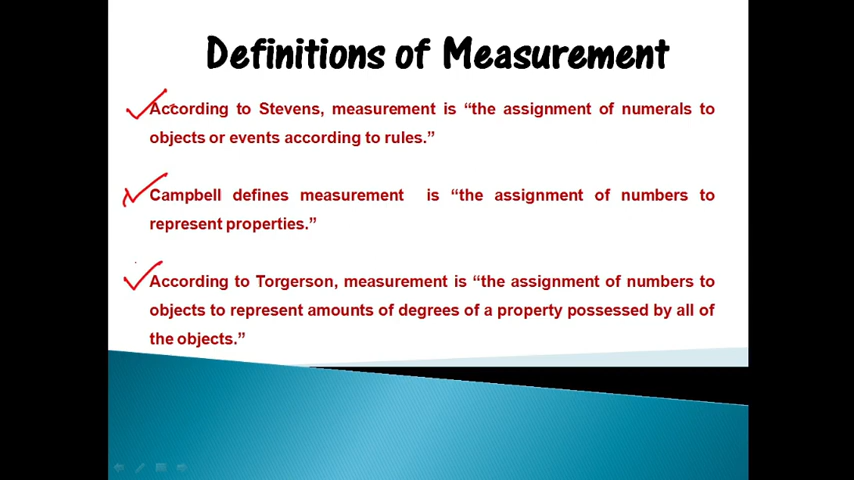 Definitions of Measurement
According to Stevens, measurement is “the assignment of numerals to
objects or events according to rules.”
Campbell defines measurement is “the assignment of numbers to
represent properties.”
According to Torgerson, measurement is “the assignment of numbers to
objects to represent amounts of degrees of a property possessed by all of
the objects.”